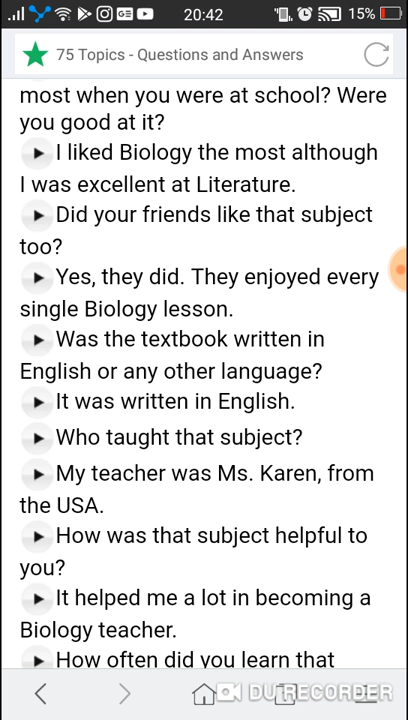 20:42
15%
75 Topics - Questions and Answers
most when you were at school? Were
you good at it?
I liked Biology the most although
I was excellent at Literature.
Did your friends like that subject
too?
Yes, they did. They enjoyed every
single Biology lesson.
Was the textbook written in
English or any other language?
It was written in English.
Who taught that subject?
My teacher was Ms. Karen, from
the USA.
How was that subject helpful to
you?
It helped me a lot in becoming a
Biology teacher.
How often did you learn that
DU RECORDER